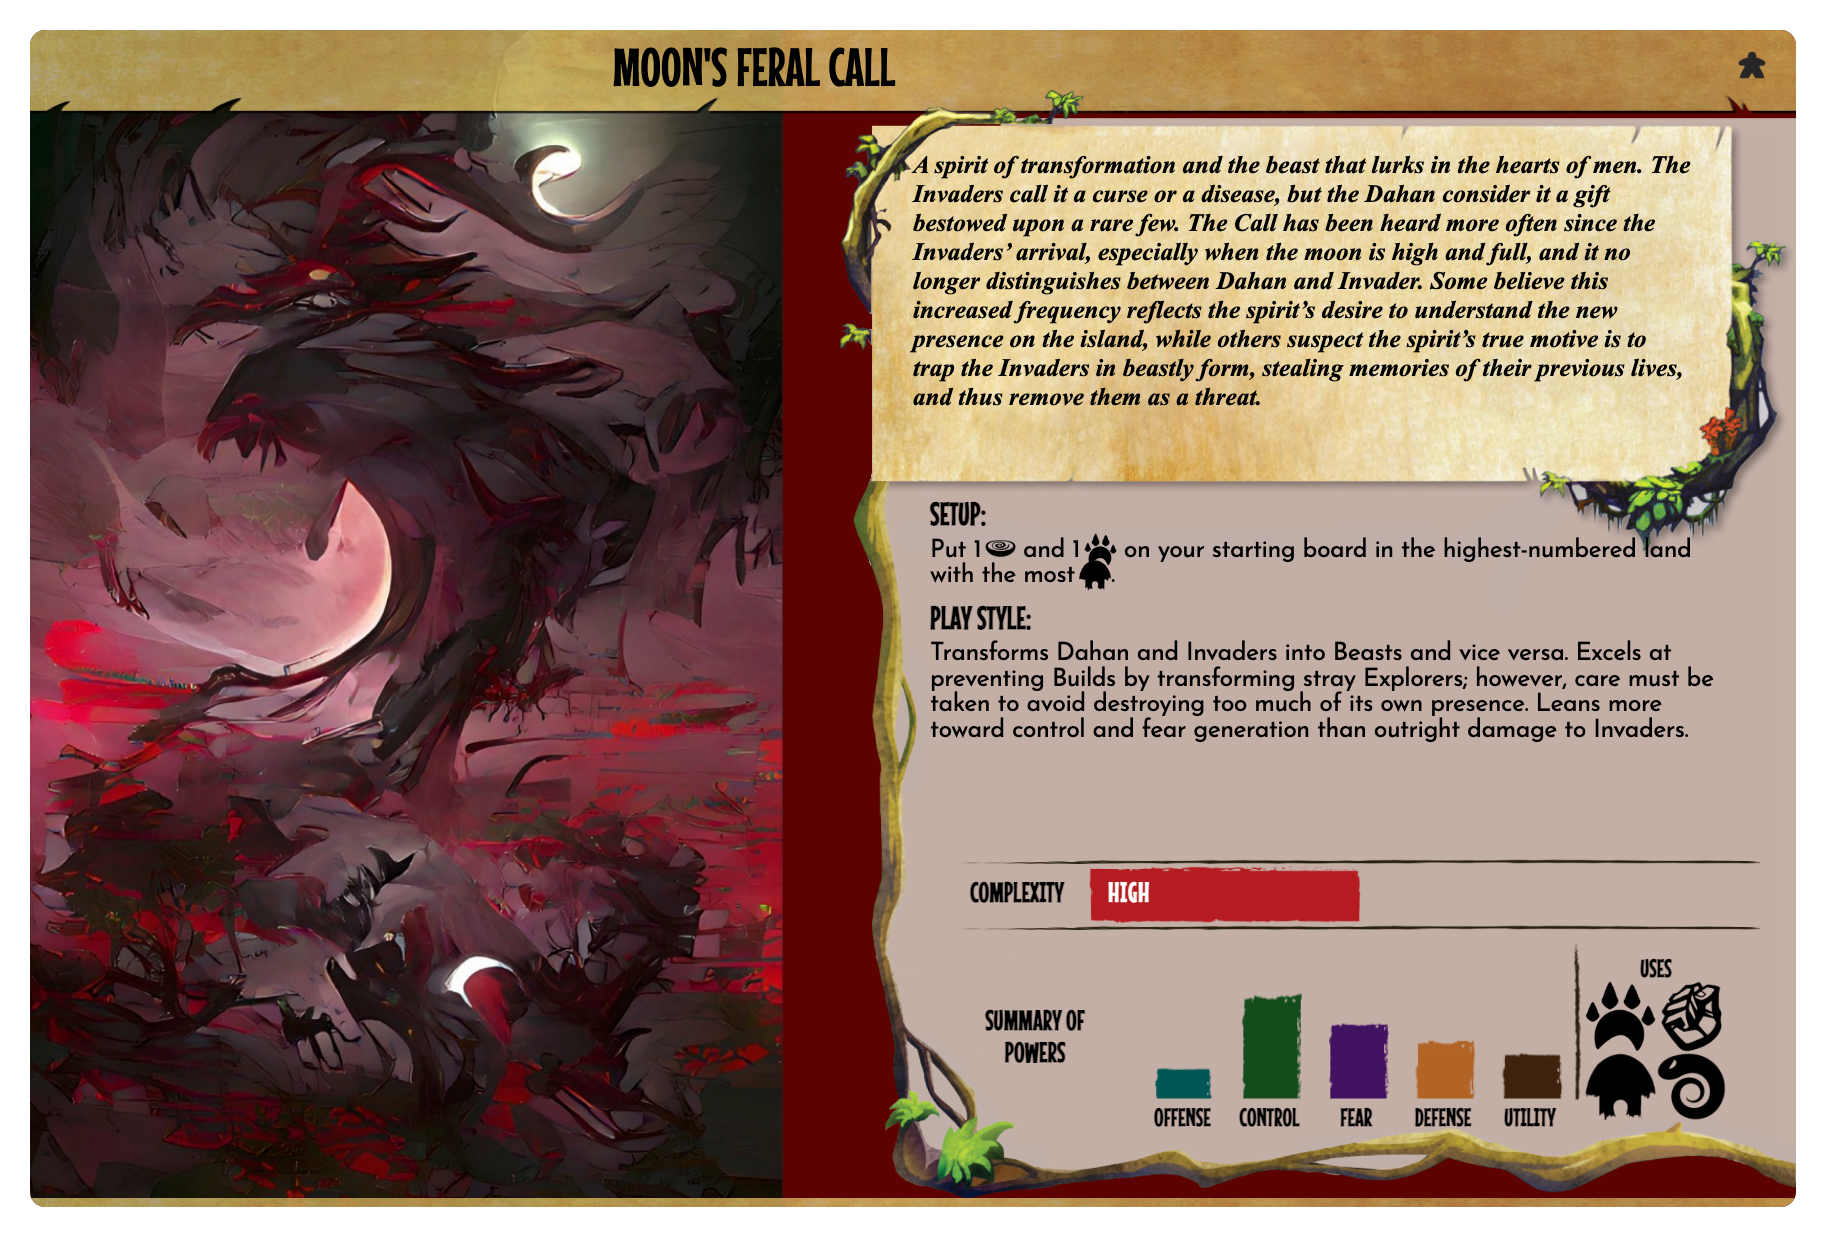 MOON'S FERAL CALL
A spirit of transformation and the beast that lurks in the hearts of men. The
Invaders call it a curse or a disease, but the Dahan consider it a gift
bestowed upon a rare few. The Call has been heard more often since the
Invaders’ arrival, especially when the moon is high and full, and it no
longer distinguishes between Dahan and Invader. Some believe this
increased frequency reflects the spirit’s desire to understand the new
presence on the island, while others suspect the spirit’s true motive is to
trap the Invaders in beastly form, stealing memories of their previous lives,
and thus remove them as a threat.
SETUP:
Put 1 and 1 on your starting board in the highest-numbered land
with the most .
PLAY STYLE:
Transforms Dahan and Invaders into Beasts and vice versa. Excels at
preventing Builds by transforming stray Explorers; however, care must be
taken to avoid destroying too much of its own presence. Leans more
toward control and fear generation than outright damage to Invaders.
COMPLEXITY
HIGH
SUMMARY OF
POWERS
OFFENSE
CONTROL
FEAR
DEFENSE
UTILITY
USES